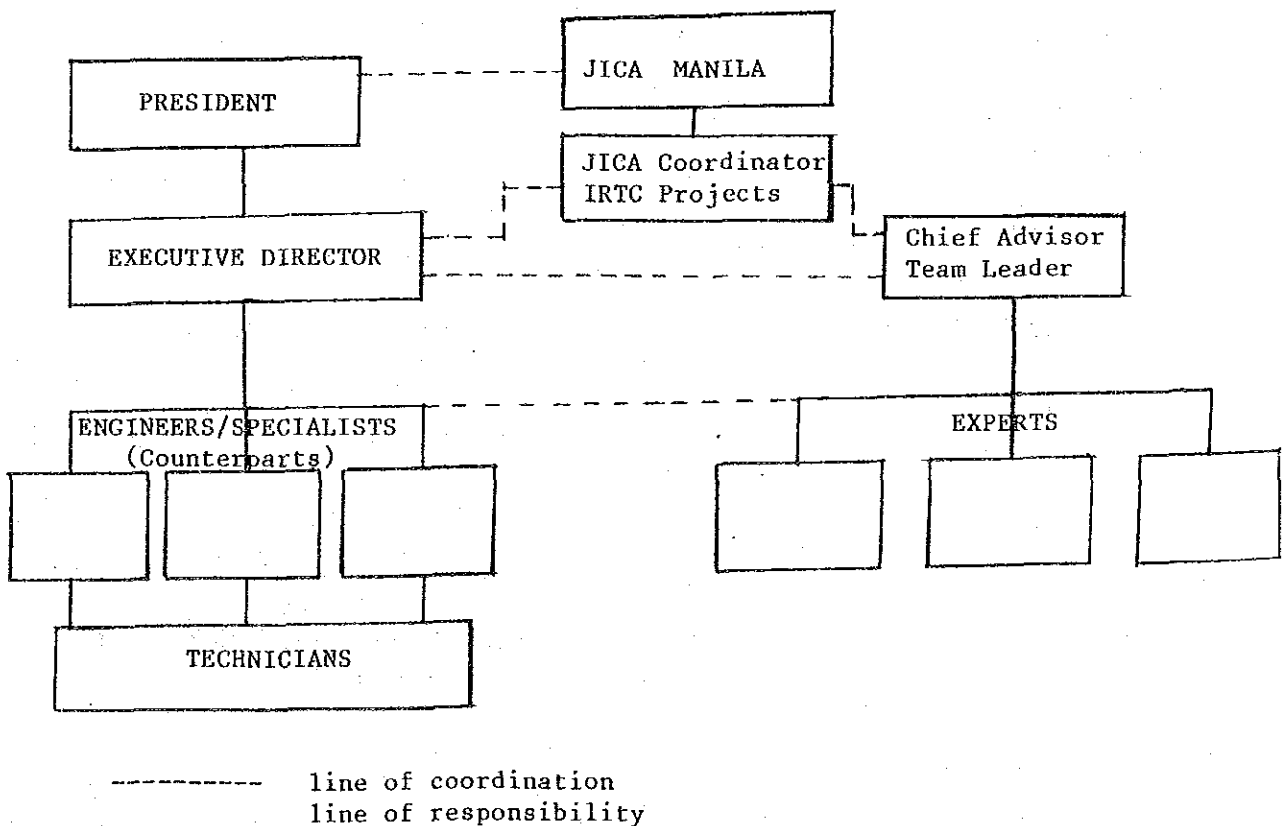 JICA MANILA
PRESIDENT
JICA Coordinator
IRTC Projects
EXECUTIVE DIRECTOR
Chief Advisor
Team Leader
ENGINEERS/SPECIALISTS
(Counterparts)
EXPERTS
TECHNICIANS
line of coordination
line of responsibility